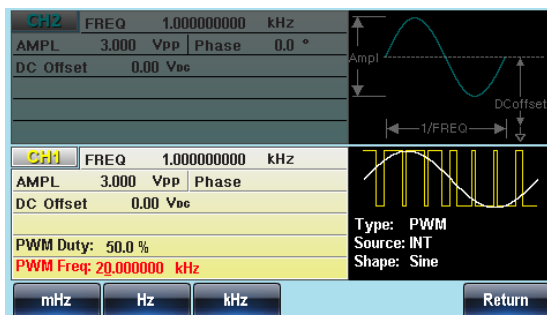 CH2 FREQ 1.000000000 kHz
AMPL 3.000 Vpp Phase 0.0 °
DC Offset 0.00 VDC
Ampl
DCoffset
1/FREQ
CH1 FREQ 1.000000000 kHz
AMPL 3.000 Vpp Phase
DC Offset 0.00 VDC
PWM Duty: 50.0 %
PWM Freq: 20.000000 kHz
Type: PWM
Source: INT
Shape: Sine
mHz Hz kHz Return